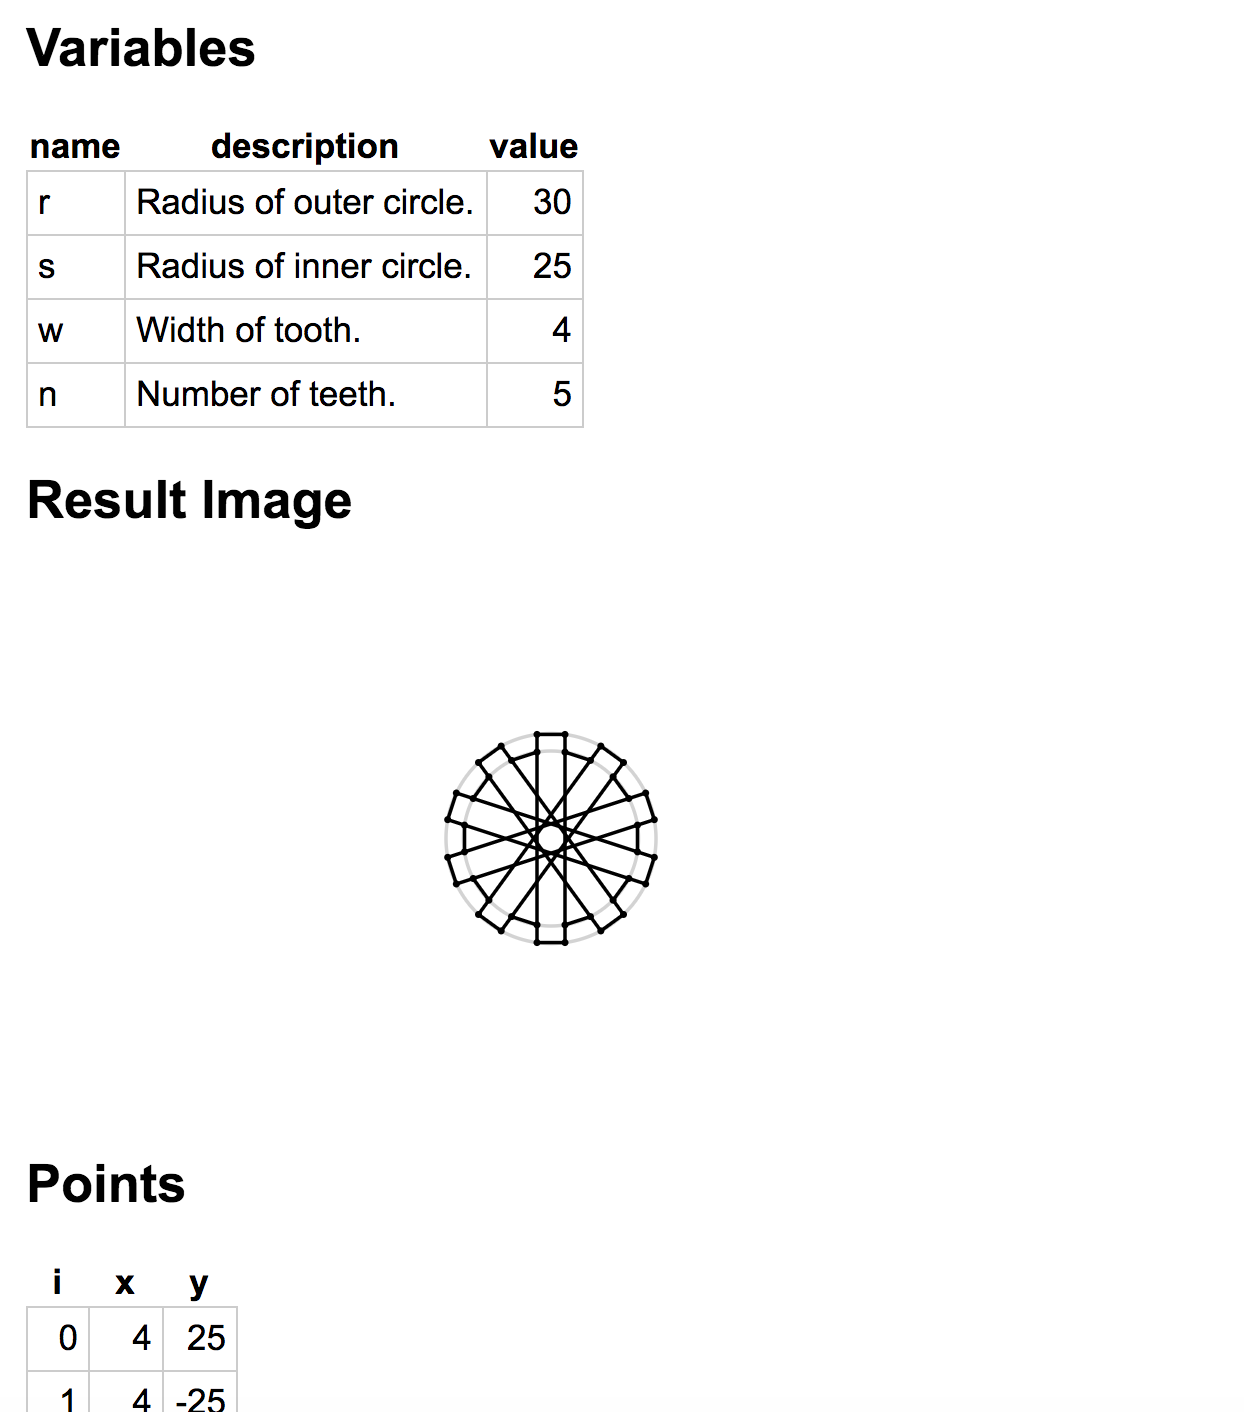 Variables
name description value
r Radius of outer circle. 30
s Radius of inner circle. 25
w Width of tooth. 4
n Number of teeth. 5
Result Image
Points
i x y
0 4 25
1 4 -25